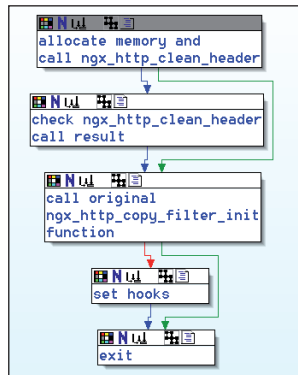 allocate memory and
call ngx_http_clean_header
check ngx_http_clean_header
call result
call original
ngx_http_copy_filter_init
function
set hooks
exit